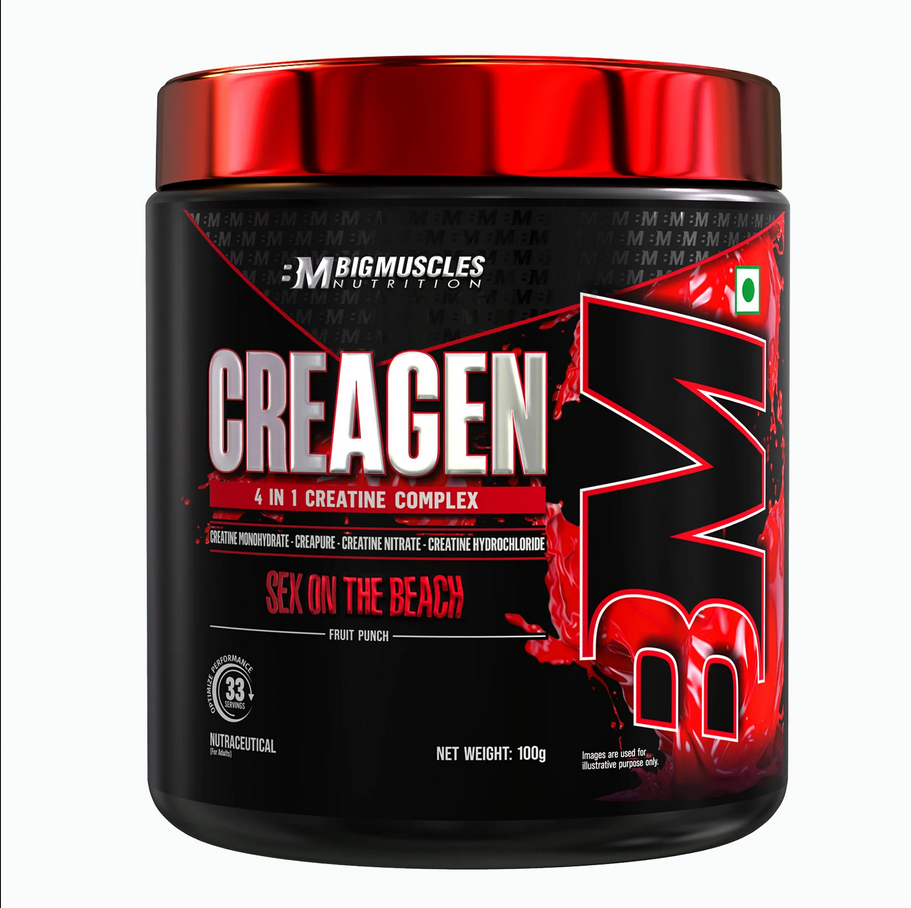 BM BIGMUSCLES
NUTRITION
CREAGEN
4 IN 1 CREATINE COMPLEX
CREATINE MONOHYDRATE - CREAPURE - CREATINE NITRATE - CREATINE HYDROCHLORIDE
SEX ON THE BEACH
FRUIT PUNCH
OPTIMIZE PERFORMANCE
33
SERVINGS
NUTRACEUTICAL
(For Adults)
NET WEIGHT: 100g
Images are used for
illustrative purpose only.
BM